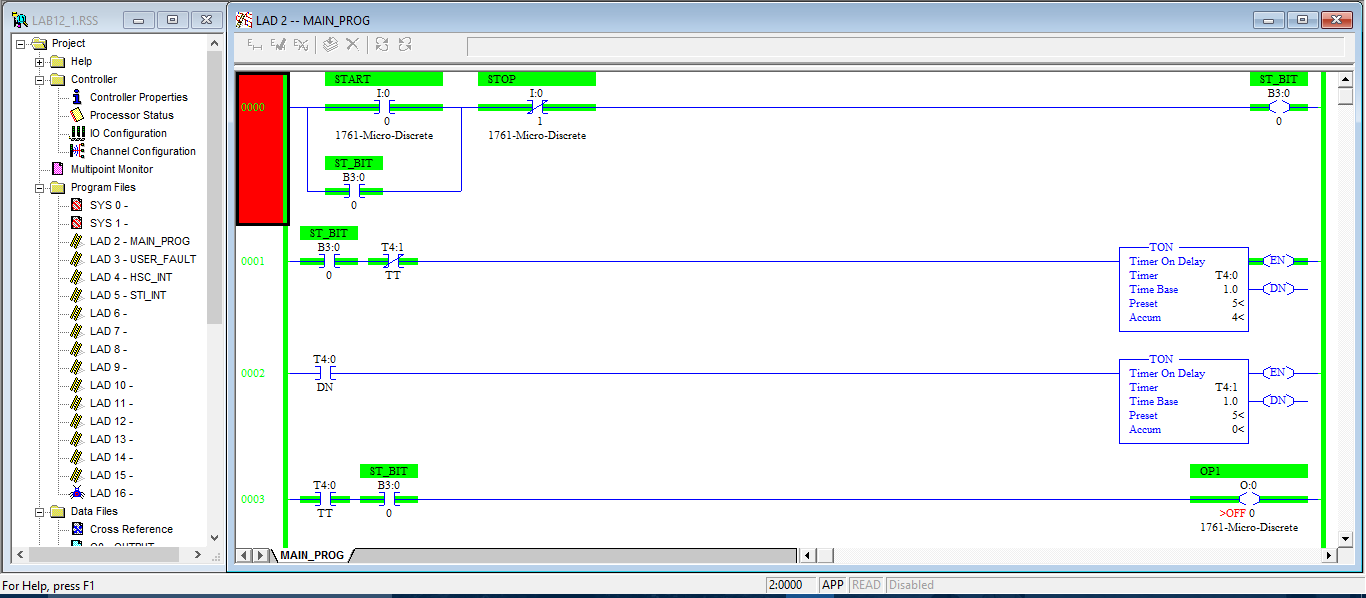 LAB12_1.RSS
Project
Help
Controller
Controller Properties
Processor Status
IO Configuration
Channel Configuration
Multipoint Monitor
Program Files
SYS 0 -
SYS 1 -
LAD 2 - MAIN_PROG
LAD 3 - USER_FAULT
LAD 4 - HSC_INT
LAD 5 - STI_INT
LAD 6 -
LAD 7 -
LAD 8 -
LAD 9 -
LAD 10 -
LAD 11 -
LAD 12 -
LAD 13 -
LAD 14 -
LAD 15 -
LAD 16 -
Data Files
Cross Reference
O0 - OUTPUT
LAD 2 -- MAIN_PROG
START STOP ST_BIT
I:0 I:0 B3:0
0000
0 1 0
1761-Micro-Discrete 1761-Micro-Discrete
ST_BIT
B3:0
0
ST_BIT
B3:0 T4:1
0001
0 TT
TON
Timer On Delay EN
Timer T4:0
Time Base 1.0 DN
Preset 5<
Accum 4<
T4:0
0002
DN
TON
Timer On Delay EN
Timer T4:1
Time Base 1.0 DN
Preset 5<
Accum 0<
ST_BIT OP1
T4:0 B3:0 O:0
0003
TT 0 >OFF 0
1761-Micro-Discrete
MAIN_PROG
For Help, press F1 2:0000 APP READ Disabled